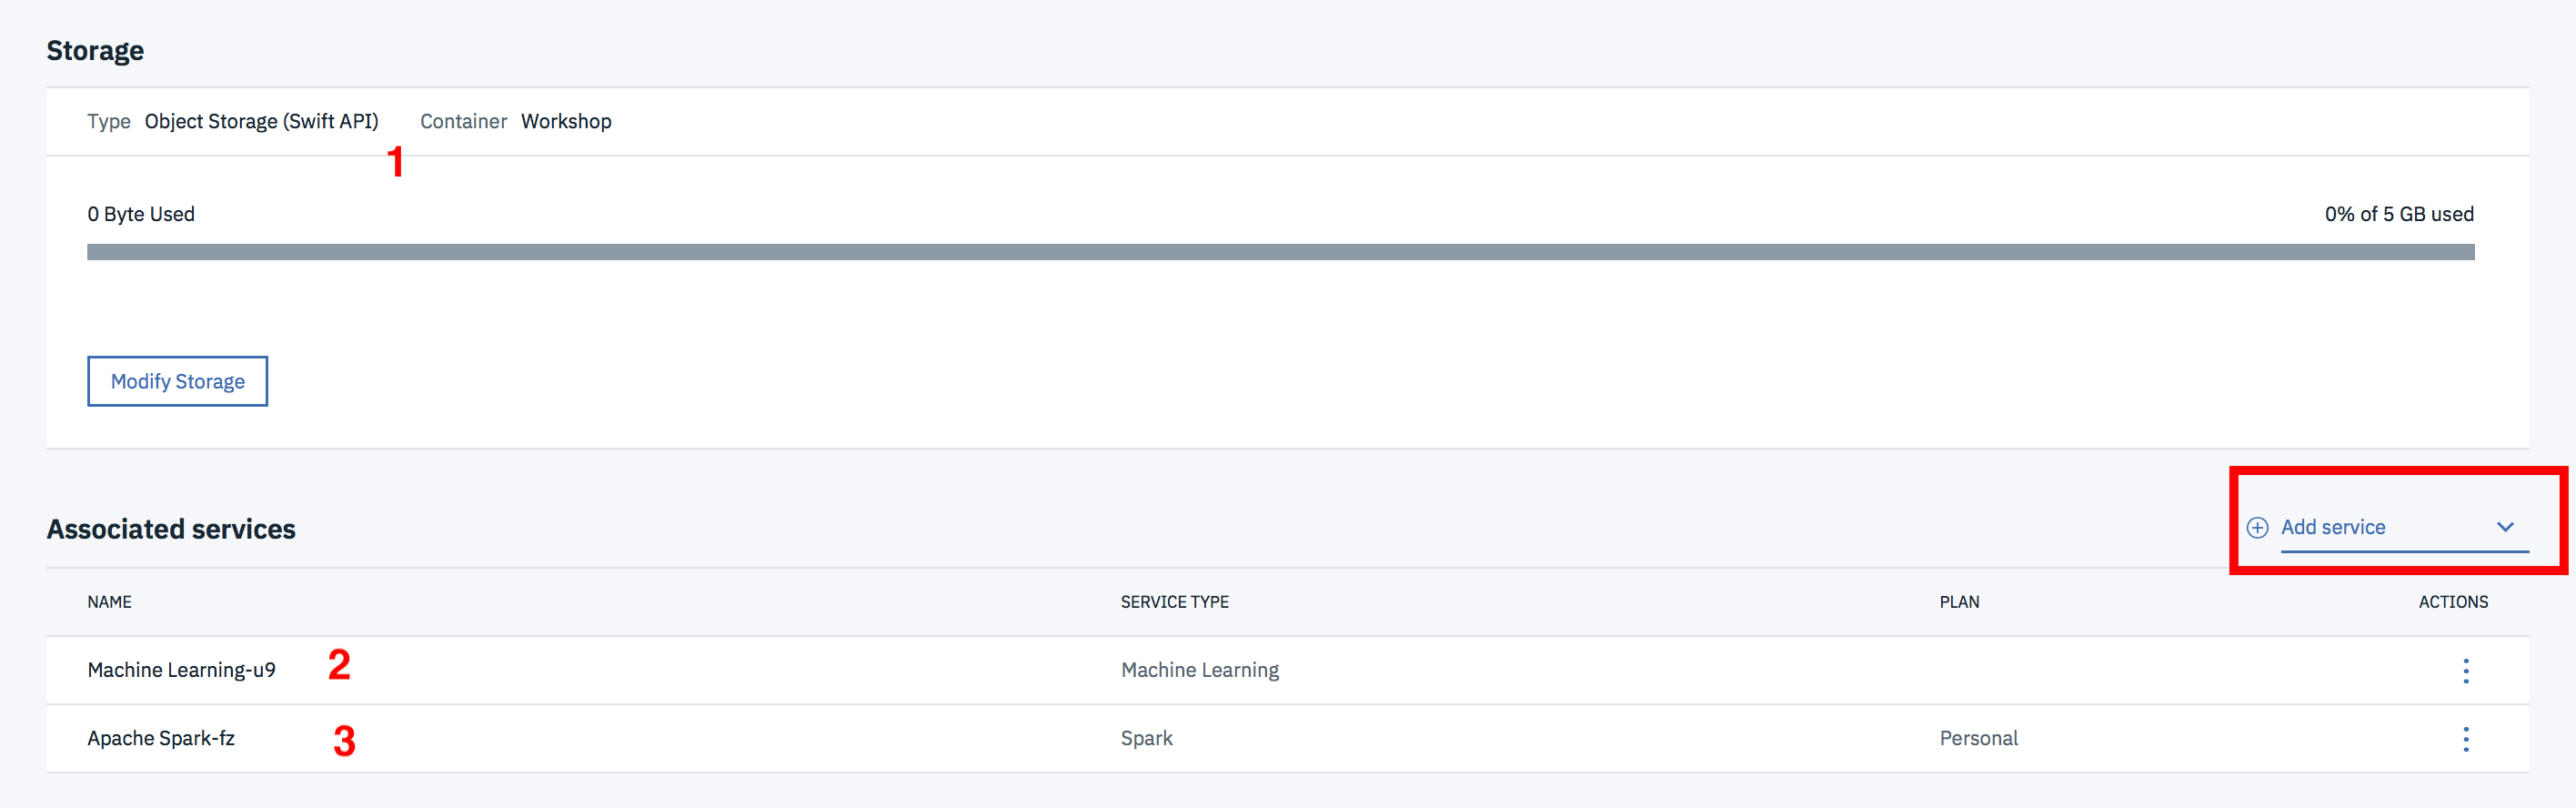 Storage
Type Object Storage (Swift API) Container Workshop
1
0 Byte Used 0% of 5 GB used
Modify Storage
Associated services Add service
NAME SERVICE TYPE PLAN ACTIONS
Machine Learning-u9 2 Machine Learning
Apache Spark-fz 3 Spark Personal